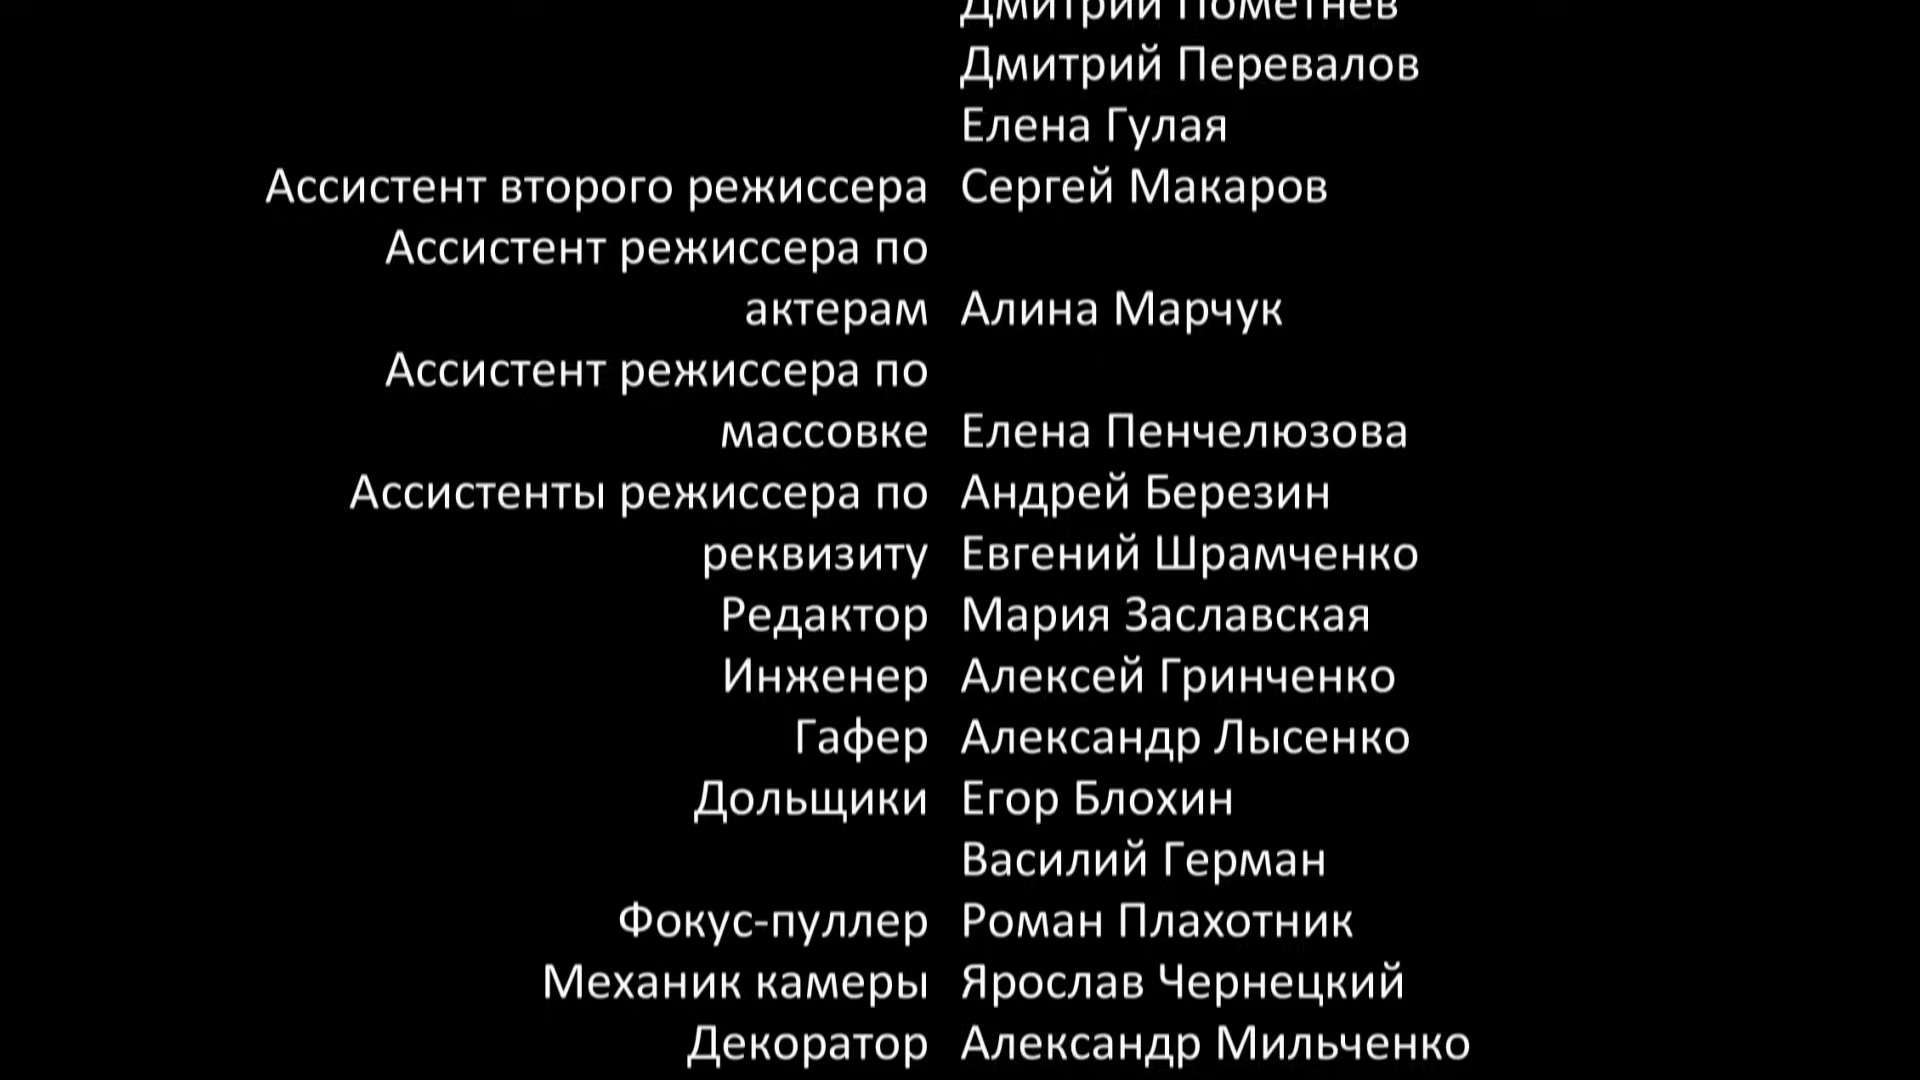 Дмитрий Пометнев
Дмитрий Перевалов
Елена Гулая
Ассистент второго режиссера Сергей Макаров
Ассистент режиссера по
актерам Алина Марчук
Ассистент режиссера по
массовке Елена Пенчелюзова
Ассистенты режиссера по Андрей Березин
реквизиту Евгений Шрамченко
Редактор Мария Заславская
Инженер Алексей Гринченко
Гафер Александр Лысенко
Дольщики Егор Блохин
Василий Герман
Фокус-пуллер Роман Плахотник
Механик камеры Ярослав Чернецкий
Декоратор Александр Мильченко